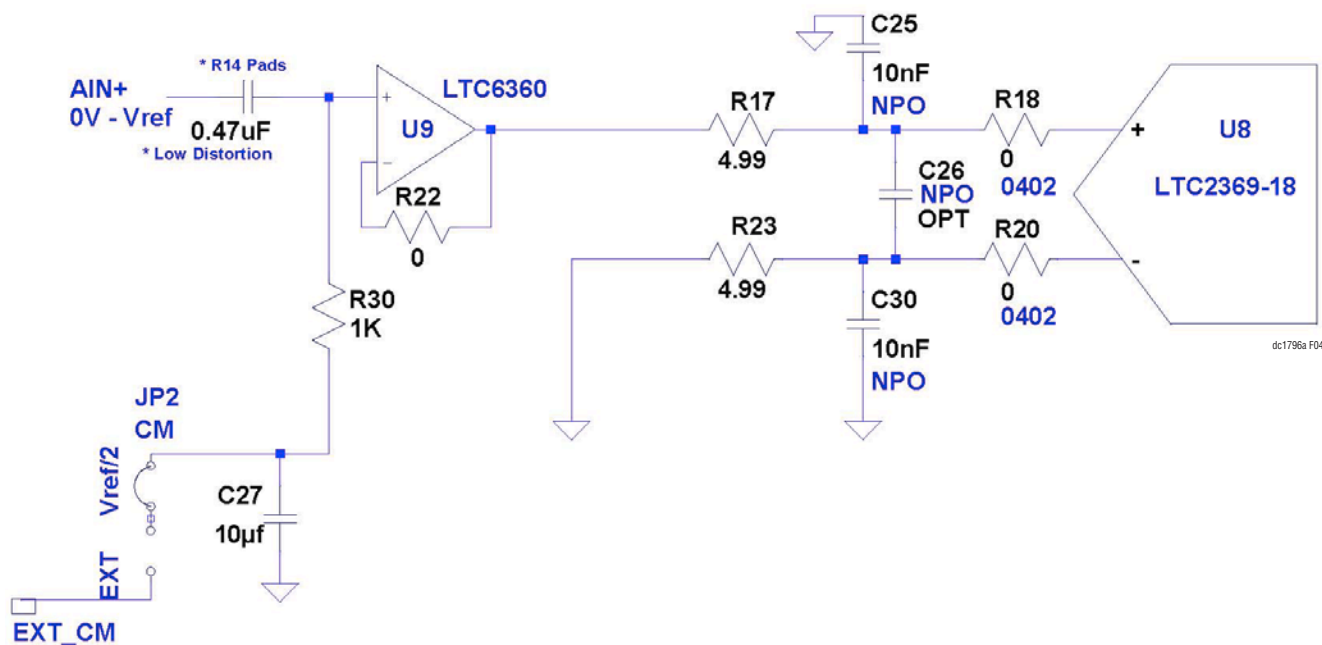 C25
10nF
NPO
* R14 Pads
AIN+
0V - Vref
0.47uF
* Low Distortion
+
-
U9
LTC6360
R22
0
R17
4.99
R18
0
0402
+
-
U8
LTC2369-18
C26
NPO
OPT
R23
4.99
R20
0
0402
C30
10nF
NPO
dc1796a F04
R30
1K
JP2
CM
Vref/2
EXT
C27
10µf
EXT_CM